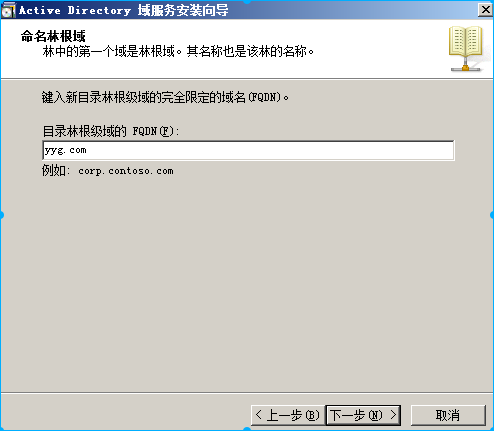 Active Directory 域服务安装向导
命名林根域
林中的第一个域是林根域。其名称也是该林的名称。
键入新目录林根级域的完全限定的域名(FQDN)。
目录林根级域的 FQDN(F):
yyg.com
例如: corp.contoso.com
< 上一步(B) 下一步(N) > 取消